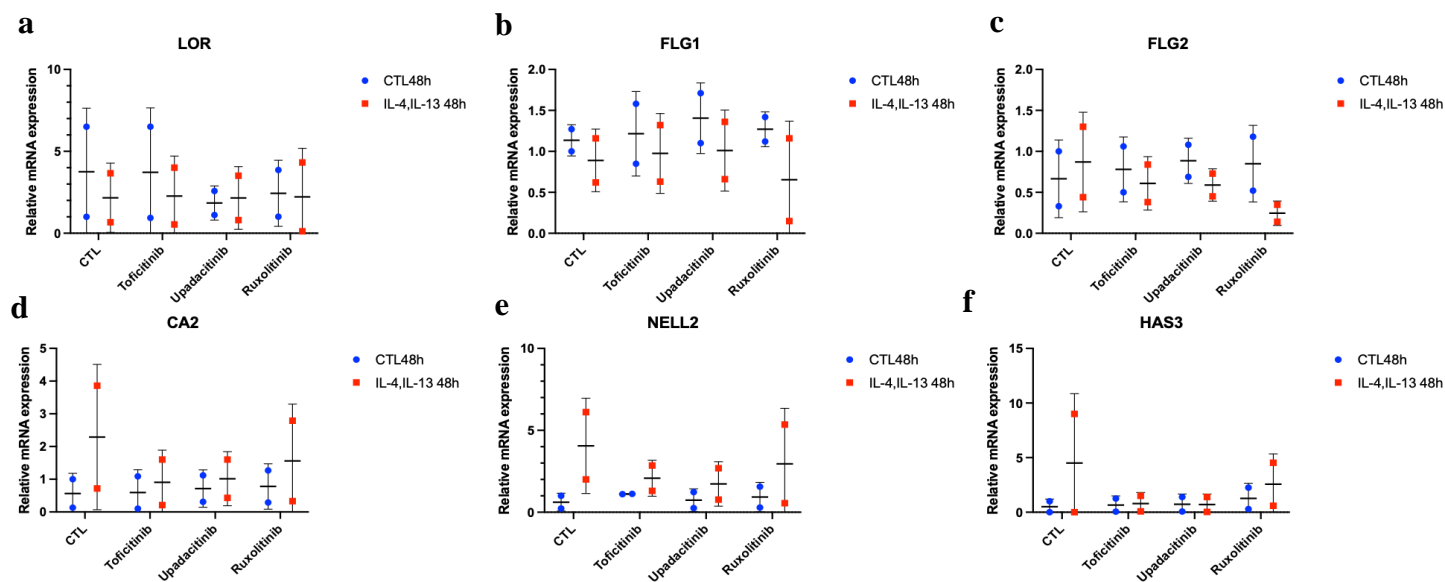 a
LOR
Relative mRNA expression
10
5
0
CTL
Toficitinib
Upadacitinib
Ruxolitinib
CTL48h
IL-4,IL-13 48h
b
FLG1
Relative mRNA expression
2.0
1.5
1.0
0.5
0.0
CTL
Toficitinib
Upadacitinib
Ruxolitinib
CTL48h
IL-4,IL-13 48h
c
FLG2
Relative mRNA expression
2.0
1.5
1.0
0.5
0.0
CTL
Toficitinib
Upadacitinib
Ruxolitinib
CTL48h
IL-4,IL-13 48h
d
CA2
Relative mRNA expression
5
4
3
2
1
0
CTL
Toficitinib
Upadacitinib
Ruxolitinib
CTL48h
IL-4,IL-13 48h
e
NELL2
Relative mRNA expression
10
5
0
CTL
Toficitinib
Upadacitinib
Ruxolitinib
CTL48h
IL-4,IL-13 48h
f
HAS3
Relative mRNA expression
15
10
5
0
CTL
Toficitinib
Upadacitinib
Ruxolitinib
CTL48h
IL-4,IL-13 48h